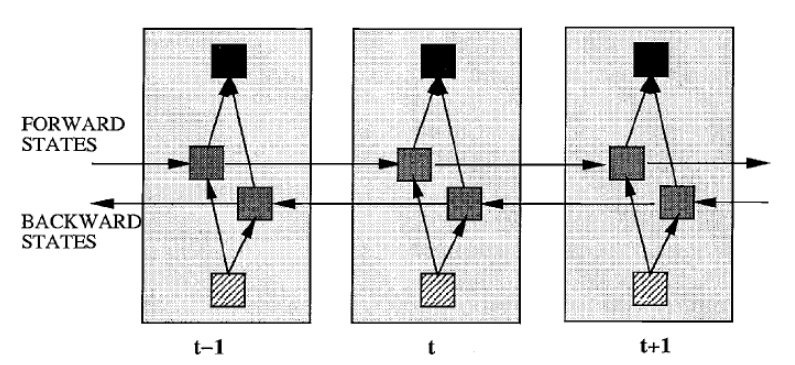 FORWARD
STATES
BACKWARD
STATES
t−1
t
t+1